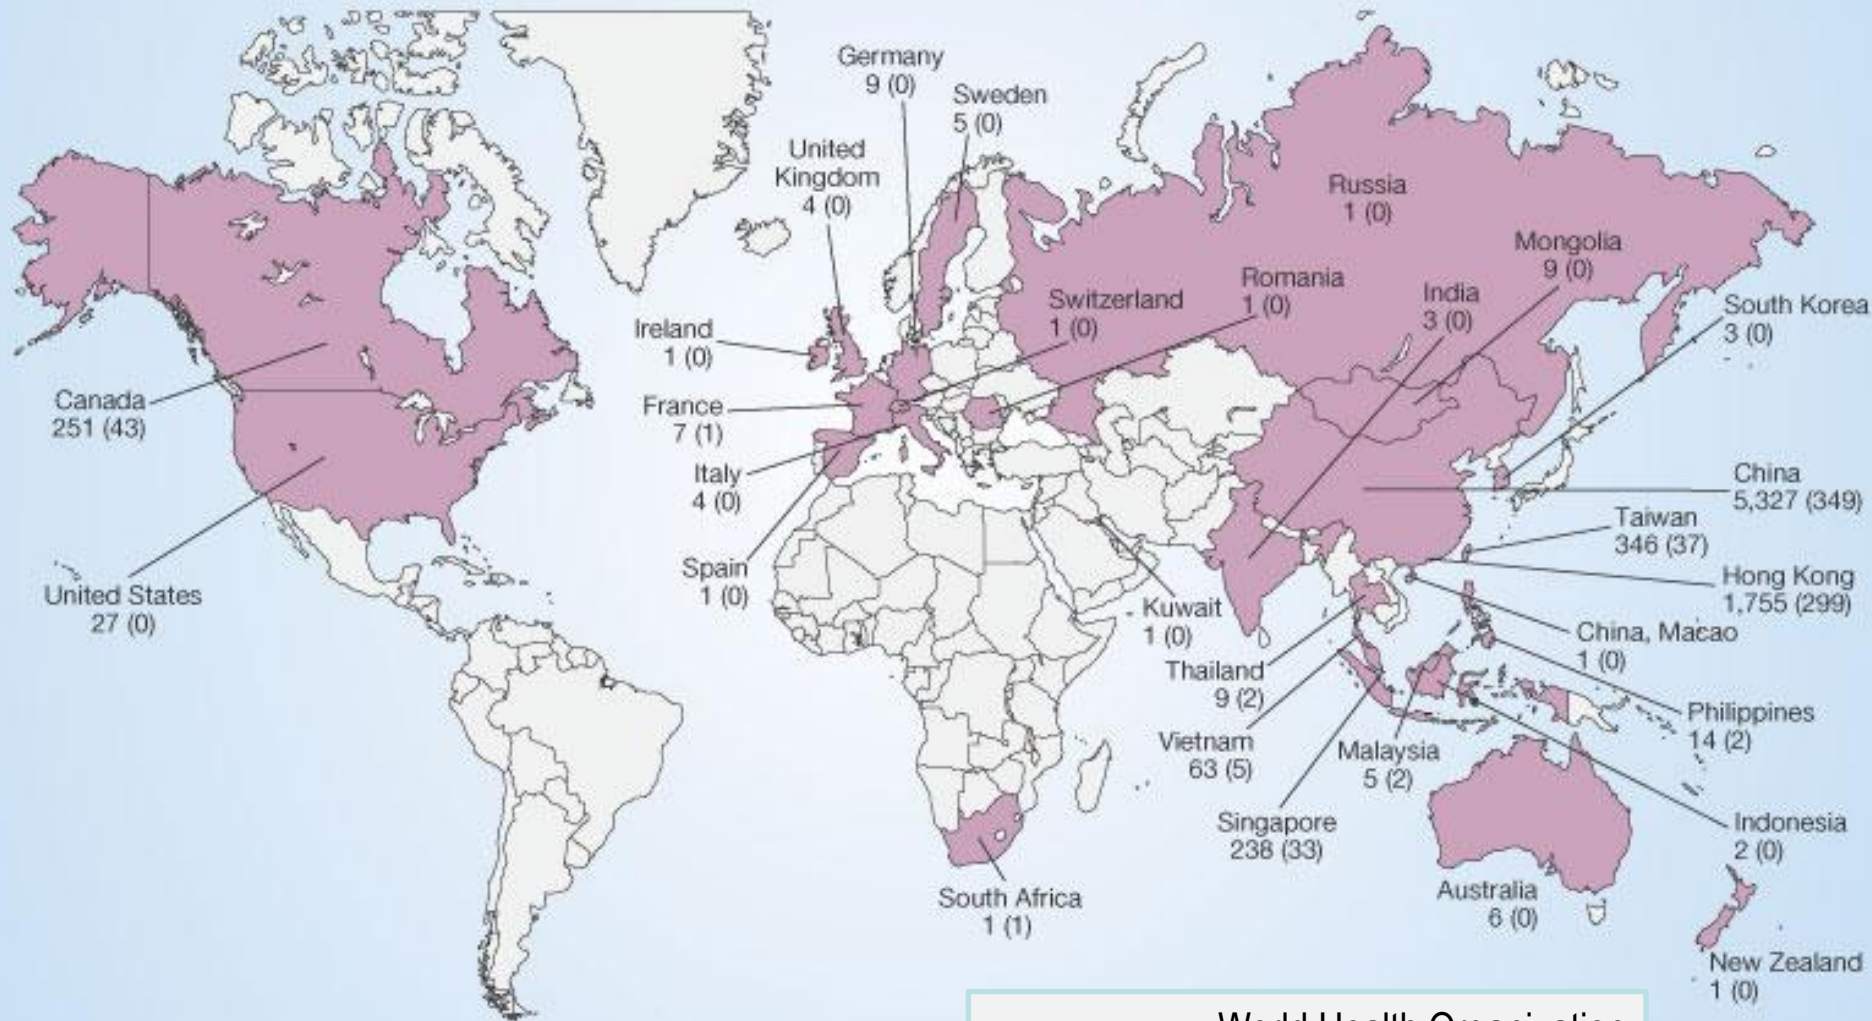 Germany
9 (0)
Sweden
5 (0)
United
Kingdom
4 (0)
Russia
1 (0)
Mongolia
9 (0)
Romania
1 (0)
India
3 (0)
Switzerland
1 (0)
South Korea
3 (0)
Ireland
1 (0)
Canada
251 (43)
France
7 (1)
Italy
4 (0)
China
5,327 (349)
Taiwan
346 (37)
Spain
1 (0)
United States
27 (0)
Hong Kong
1,755 (299)
Kuwait
1 (0)
China, Macao
1 (0)
Thailand
9 (2)
Philippines
14 (2)
Vietnam
63 (5)
Malaysia
5 (2)
Singapore
238 (33)
Indonesia
2 (0)
South Africa
1 (1)
Australia
6 (0)
New Zealand
1 (0)
World Health Organization